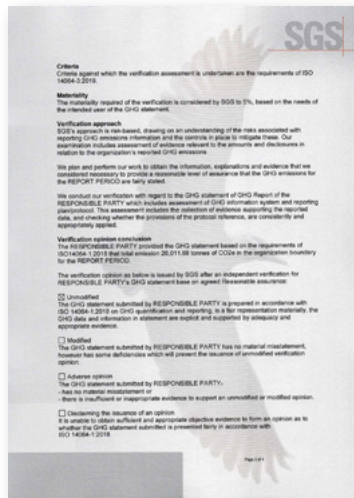 SGS
Criteria
Criteria against which the verification assessment is undertaken are the requirements of ISO
14064-3:2019.
Materiality
The materiality required of the verification is considered by SGS to 5%, based on the needs of
the intended user of the GHG statement.
Verification approach
SGS's approach is risk-based, drawing on an understanding of the risks associated with
reporting GHG emissions information and the controls in place to mitigate these. Our
examination includes assessment of evidence relevant to the amounts and disclosures in
relation to the organization's reported GHG emissions.
We plan and perform our work to obtain the information, explanations and evidence that we
considered necessary to provide a reasonable level of assurance that the GHG emissions for
the REPORT PERIOD are fairly stated.
We conduct our verification with regard to the GHG statement of GHG Report of the
RESPONSIBLE PARTY which includes assessment of GHG information system and reporting
plan/protocol. This assessment includes the collection of evidence supporting the reported
data, and checking whether the provisions of the protocol reference, are consistently and
appropriately applied.
Verification opinion conclusion
The RESPONSIBLE PARTY provided the GHG statement based on the requirements of
ISO14064-1:2018 that total emission tonnes of CO2e in the organization boundary
for the REPORT PERIOD.
The verification opinion as below is issued by SGS after an independent verification for
RESPONSIBLE PARTY's GHG statement base on agreed Reasonable assurance:
☒ Unmodified
The GHG statement submitted by RESPONSIBLE PARTY is prepared in accordance with
ISO 14064-1:2018 on GHG quantification and reporting, is a fair representation materially, the
GHG data and information in statement are explicit and supported by adequacy and
appropriate evidence.
☐ Modified
The GHG statement submitted by RESPONSIBLE PARTY has no material misstatement,
however has some deficiencies which will prevent the issuance of unmodified verification
opinion.
☐ Adverse opinion
The GHG statement submitted by RESPONSIBLE PARTY:
- has no material misstatement or
- there is insufficient or inappropriate evidence to support an unmodified or modified opinion.
☐ Disclaiming the issuance of an opinion
It is unable to obtain sufficient and appropriate objective evidence to form an opinion as to
whether the GHG statement submitted is presented fairly in accordance with
ISO 14064-1:2018